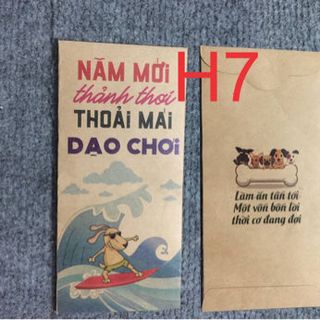 NĂM MỚI
thảnh thơi
THOẢI MÁI
DẠO CHƠI
H7
Làm ăn tấn tới
Một vốn bốn lời
thời cơ đang đợi